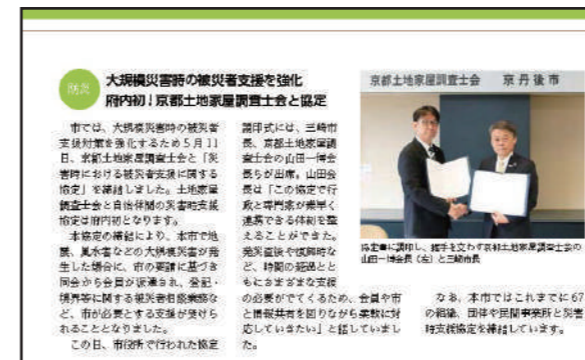 防災
大規模災害時の被災者支援を強化
府内初！京都土地家屋調査士会と協定
市では、大規模災害時の被災者
支援対策を強化するため５月11
日、京都土地家屋調査士会と「災
害時における被災者支援に関する
協定」を締結しました。土地家屋
調査士会と自治体間の災害時支援
協定は府内初となります。
本協定の締結により、本市で地
震、風水害などの大規模災害が発
生した場合に、市の要請に基づき
同会から会員が派遣され、登記・
境界等に関する被災者相談業務な
ど、市が必要とする支援が受けら
れることとなりました。
この日、市役所で行われた協定
調印式には、三崎市
長、京都土地家屋調
査士会の山田一博会
長らが出席。山田会
長は「この協定で行
政と専門家が素早く
連携できる体制を整
えることができた。
発災直後や復興時な
ど、時間の経過とと
もにさまざまな支援
の必要がでてくるため、会員や市
と情報共有を図りながら柔軟に対
応していきたい」と話していまし
た。
京都土地家屋調査士会　京丹後市
協定書に調印し、握手を交わす京都土地家屋調査士会の
山田一博会長（左）と三崎市長
なお、本市ではこれまでに67
の組織、団体や民間事業所と災害
時支援協定を締結しています。